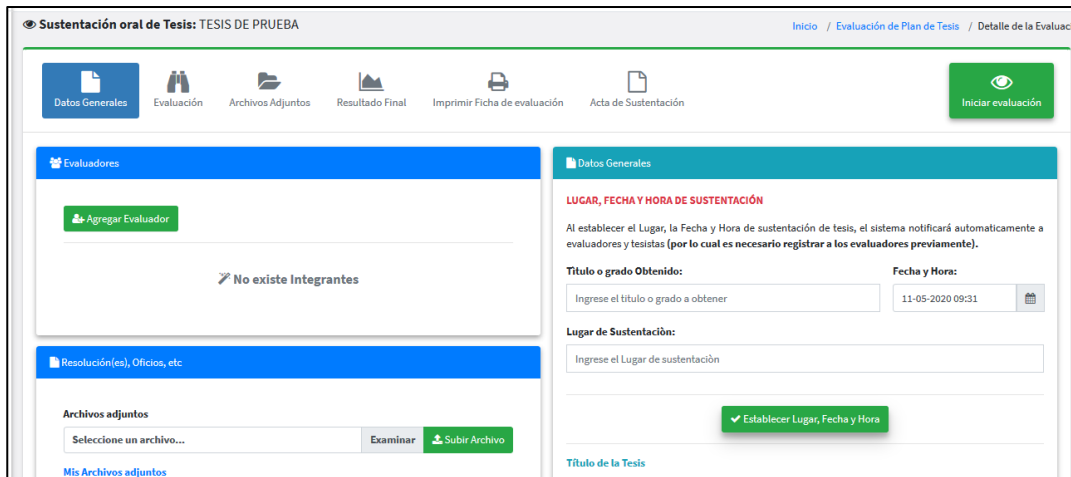 Sustentación oral de Tesis: TESIS DE PRUEBA
Inicio / Evaluación de Plan de Tesis / Detalle de la Evaluac
Datos Generales
Evaluación
Archivos Adjuntos
Resultado Final
Imprimir Ficha de evaluación
Acta de Sustentación
Iniciar evaluación
Evaluadores
Agregar Evaluador
No existe Integrantes
Resolución(es), Oficios, etc
Archivos adjuntos
Seleccione un archivo...
Examinar
Subir Archivo
Mis Archivos adjuntos
Datos Generales
LUGAR, FECHA Y HORA DE SUSTENTACIÓN
Al establecer el Lugar, la Fecha y Hora de sustentación de tesis, el sistema notificará automaticamente a
evaluadores y tesistas (por lo cual es necesario registrar a los evaluadores previamente).
Titulo o grado Obtenido:
Fecha y Hora:
Ingrese el titulo o grado a obtener
11-05-2020 09:31
Lugar de Sustentaciòn:
Ingrese el Lugar de sustentaciòn
Establecer Lugar, Fecha y Hora
Título de la Tesis